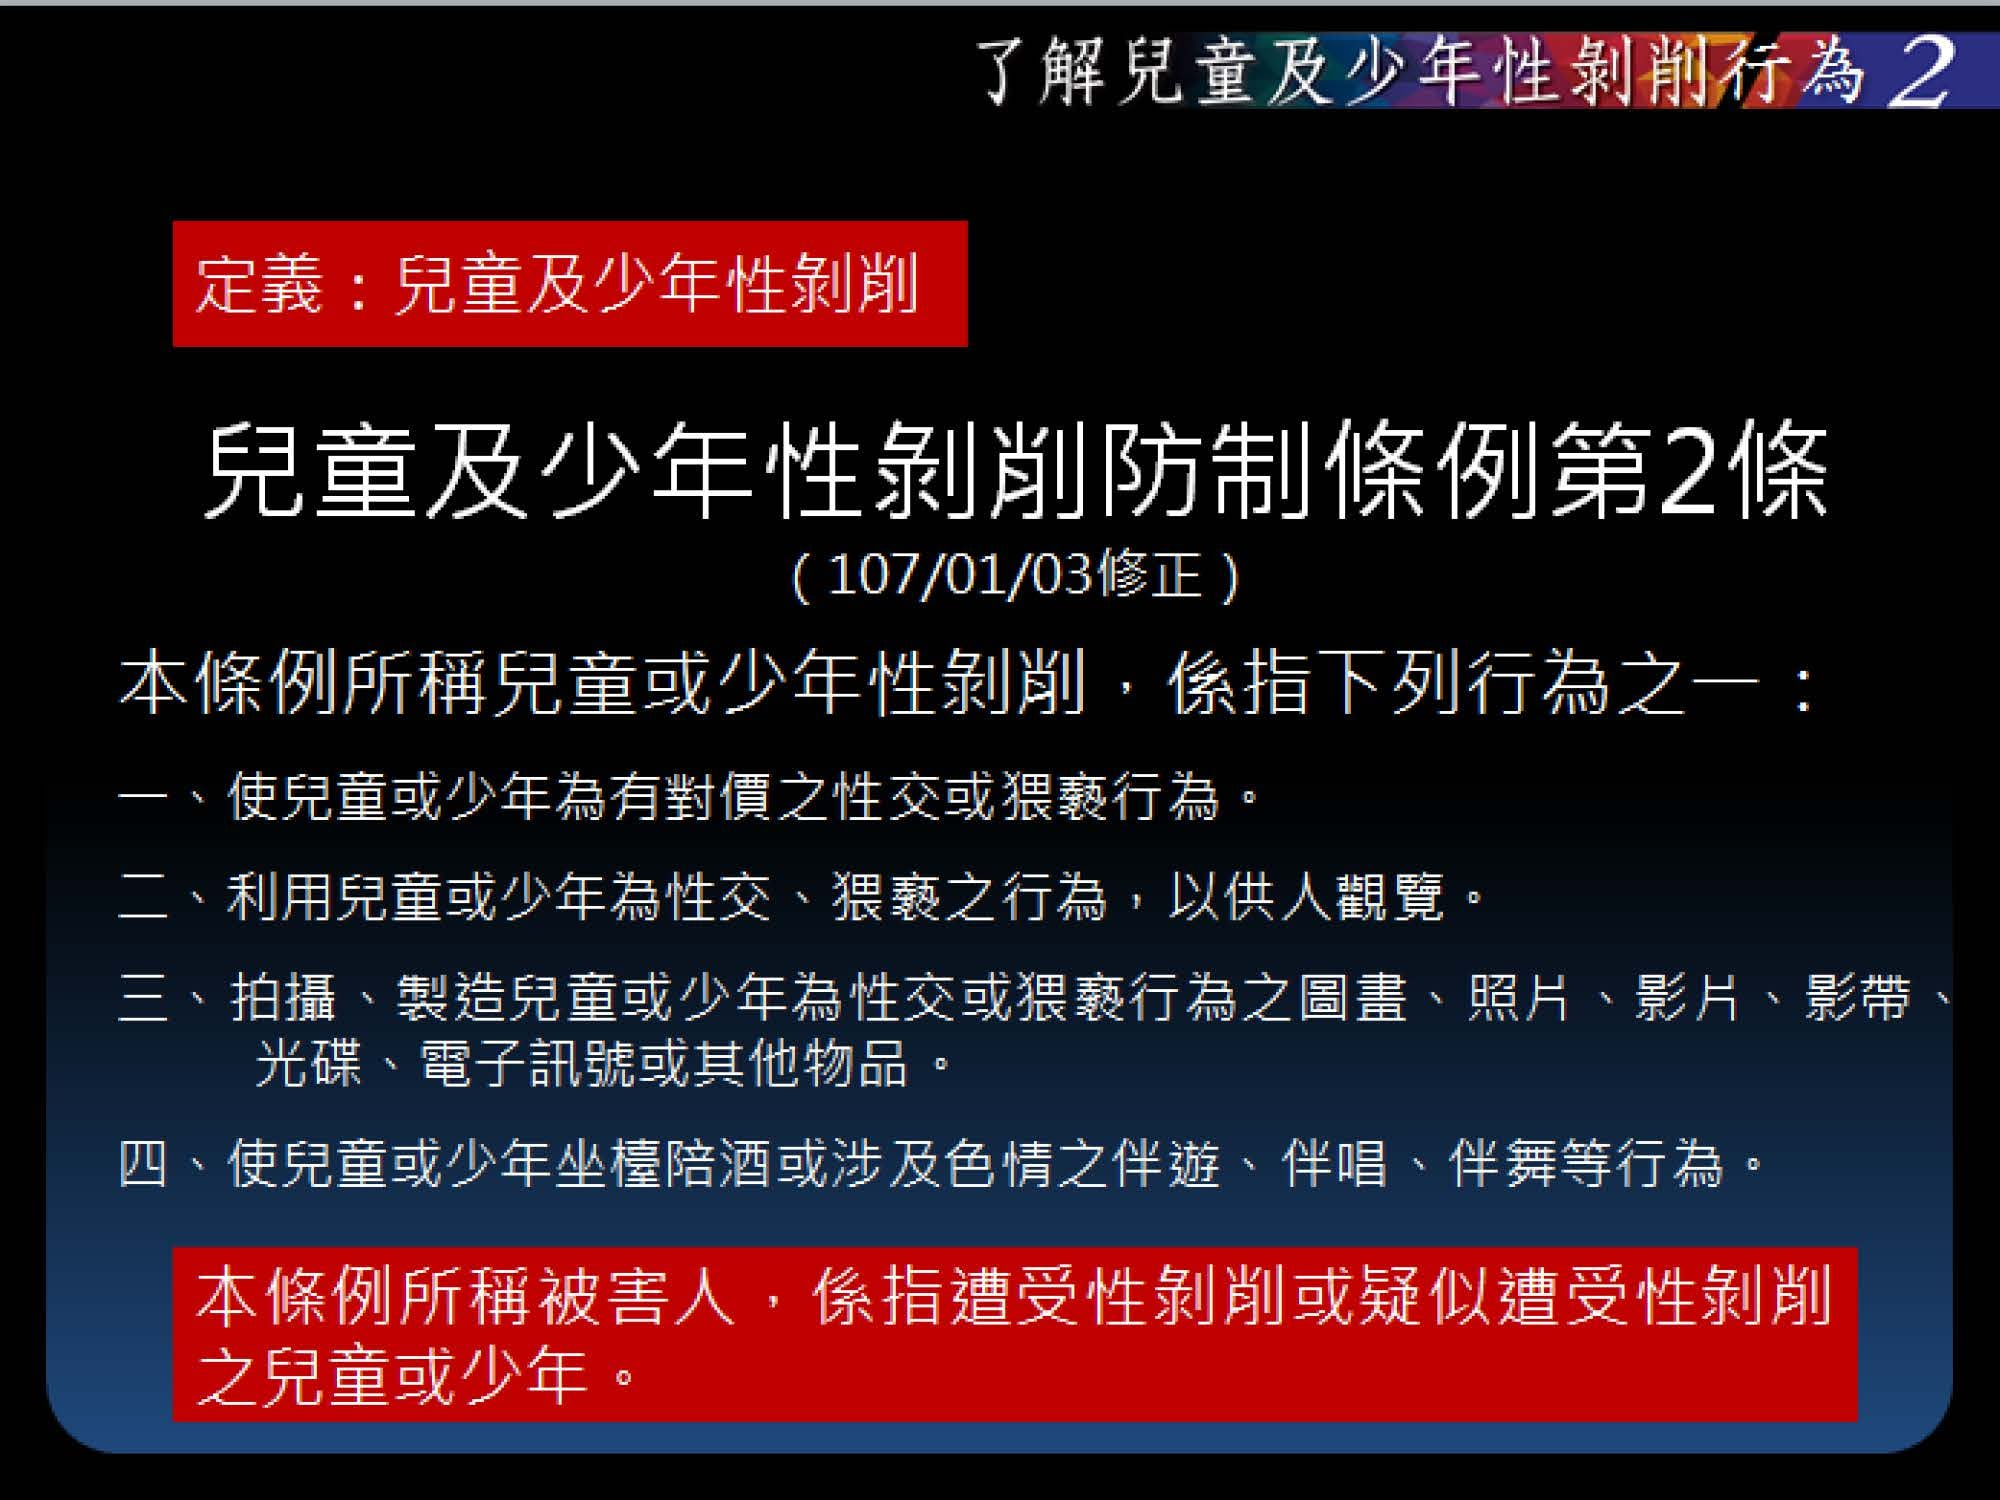 了解兒童及少年性剝削行為 2
定義：兒童及少年性剝削
兒童及少年性剝削防制條例第2條
（107/01/03修正）
本條例所稱兒童或少年性剝削，係指下列行為之一：
一、使兒童或少年為有對價之性交或猥褻行為。
二、利用兒童或少年為性交、猥褻之行為，以供人觀覽。
三、拍攝、製造兒童或少年為性交或猥褻行為之圖畫、照片、影片、影帶、
光碟、電子訊號或其他物品。
四、使兒童或少年坐檯陪酒或涉及色情之伴遊、伴唱、伴舞等行為。
本條例所稱被害人，係指遭受性剝削或疑似遭受性剝削
之兒童或少年。